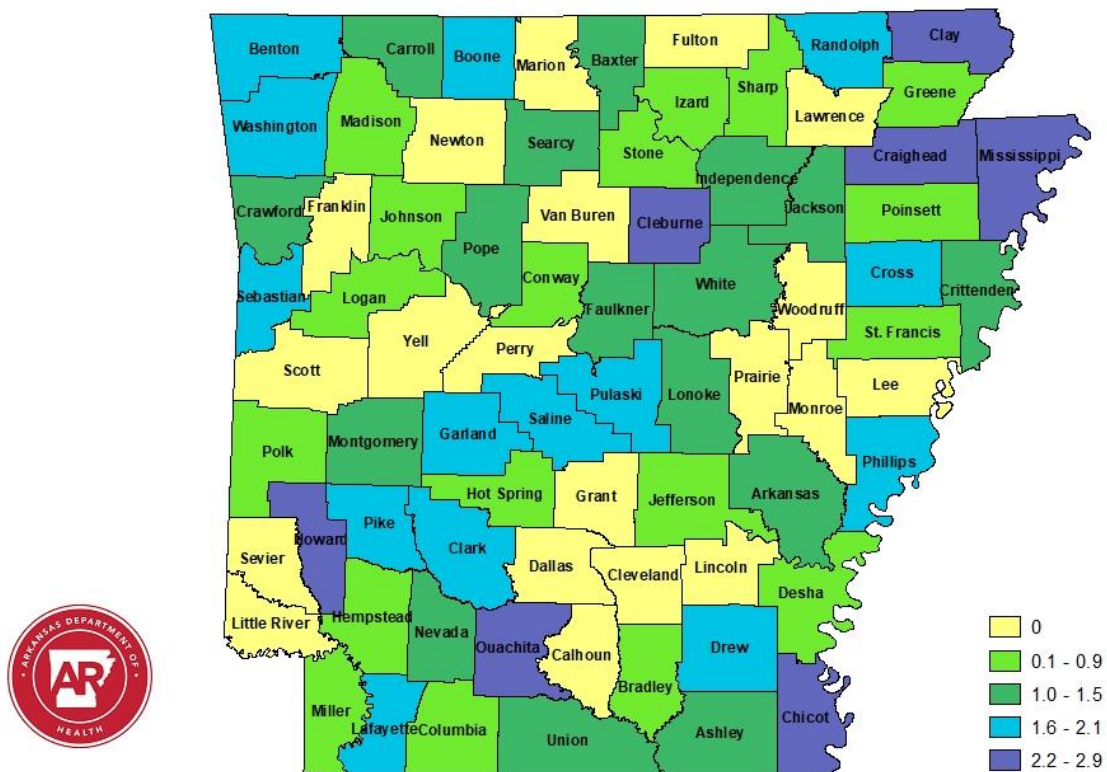 Benton
Carroll
Boone
Marion
Baxter
Fulton
Randolph
Clay
Washington
Madison
Newton
Searcy
Stone
Izard
Sharp
Lawrence
Greene
Craighead
Mississippi
Crawford
Franklin
Johnson
Pope
Van Buren
Cleburne
Independence
Jackson
Poinsett
Sebastian
Logan
Conway
Faulkner
White
Woodruff
Cross
Crittenden
St. Francis
Scott
Yell
Perry
Pulaski
Lonoke
Prairie
Monroe
Lee
Polk
Montgomery
Garland
Saline
Phillips
Hot Spring
Grant
Jefferson
Arkansas
Sevier
Howard
Pike
Clark
Dallas
Cleveland
Lincoln
Desha
Little River
Hempstead
Nevada
Ouachita
Calhoun
Bradley
Drew
Miller
Lafayette
Columbia
Union
Ashley
Chicot
ARKANSAS DEPARTMENT OF
AR
HEALTH
0
0.1 - 0.9
1.0 - 1.5
1.6 - 2.1
2.2 - 2.9